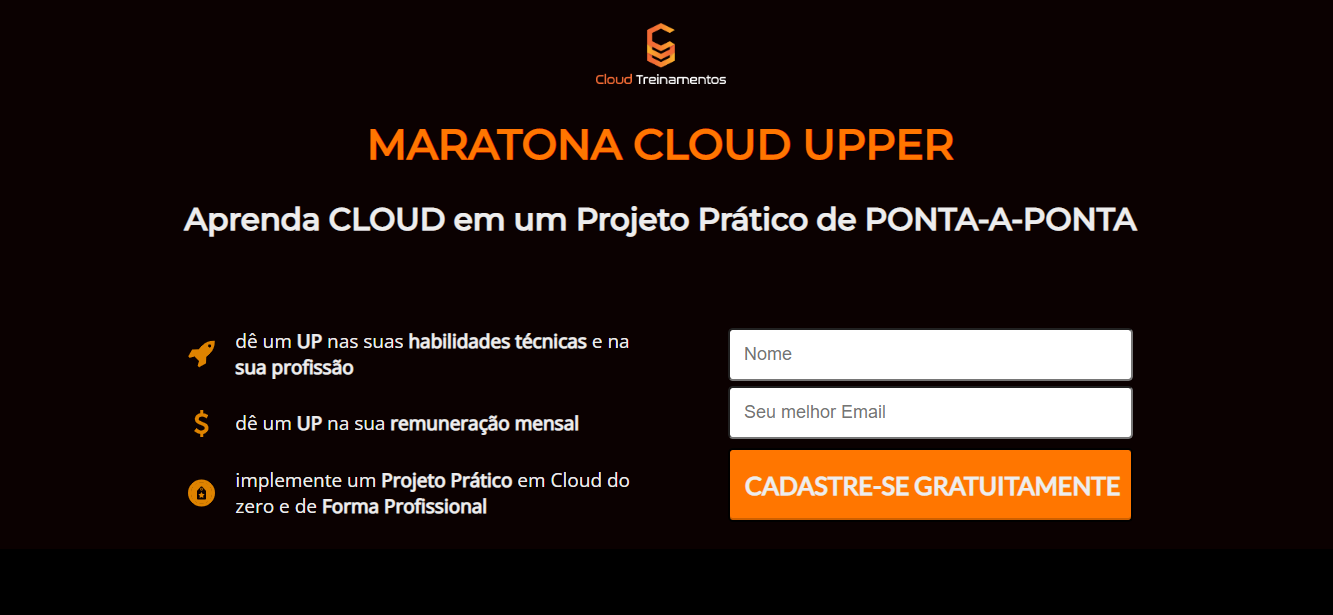 Cloud Treinamentos
MARATONA CLOUD UPPER
Aprenda CLOUD em um Projeto Prático de PONTA-A-PONTA
dê um UP nas suas habilidades técnicas e na
sua profissão
dê um UP na sua remuneração mensal
implemente um Projeto Prático em Cloud do
zero e de Forma Profissional
Nome
Seu melhor Email
CADASTRE-SE GRATUITAMENTE